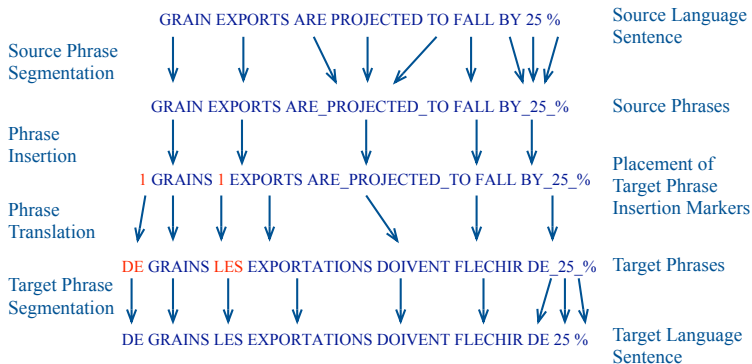 GRAIN EXPORTS ARE PROJECTED TO FALL BY 25 %
Source Language
Sentence
Source Phrase
Segmentation
GRAIN EXPORTS ARE_PROJECTED_TO FALL BY_25_%
Source Phrases
Phrase
Insertion
1 GRAINS 1 EXPORTS ARE_PROJECTED_TO FALL BY_25_%
Placement of
Target Phrase
Insertion Markers
Phrase
Translation
DE GRAINS LES EXPORTATIONS DOIVENT FLECHIR DE_25_%
Target Phrases
Target Phrase
Segmentation
DE GRAINS LES EXPORTATIONS DOIVENT FLECHIR DE 25 %
Target Language
Sentence